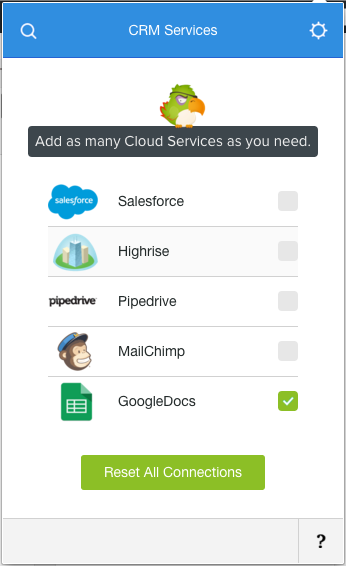 CRM Services
Add as many Cloud Services as you need.
salesforce Salesforce
Highrise
pipedrive Pipedrive
MailChimp
GoogleDocs
Reset All Connections
?